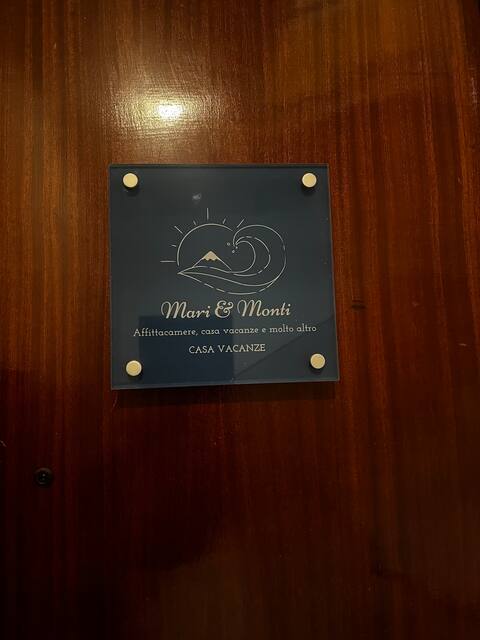 Mari & Monti
Affittacamere, casa vacanze e molto altro
CASA VACANZE